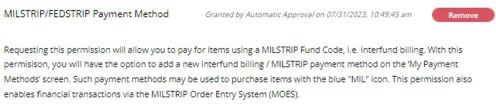 MILSTRIP/FEDSTRIP Payment Method Granted by Automatic Approval on 07/31/2023, 10:49:45 am Remove
Requesting this permission will allow you to pay for items using a MILSTRIP Fund Code, i.e. interfund billing. With this
permisison, you will have the option to add a new interfund billing / MILSTRIP payment method on the 'My Payment
Methods' screen. Such payment methods may be used to purchase items with the blue "MIL" icon. This permission also
enables financial transactions via the MILSTRIP Order Entry System (MOES).